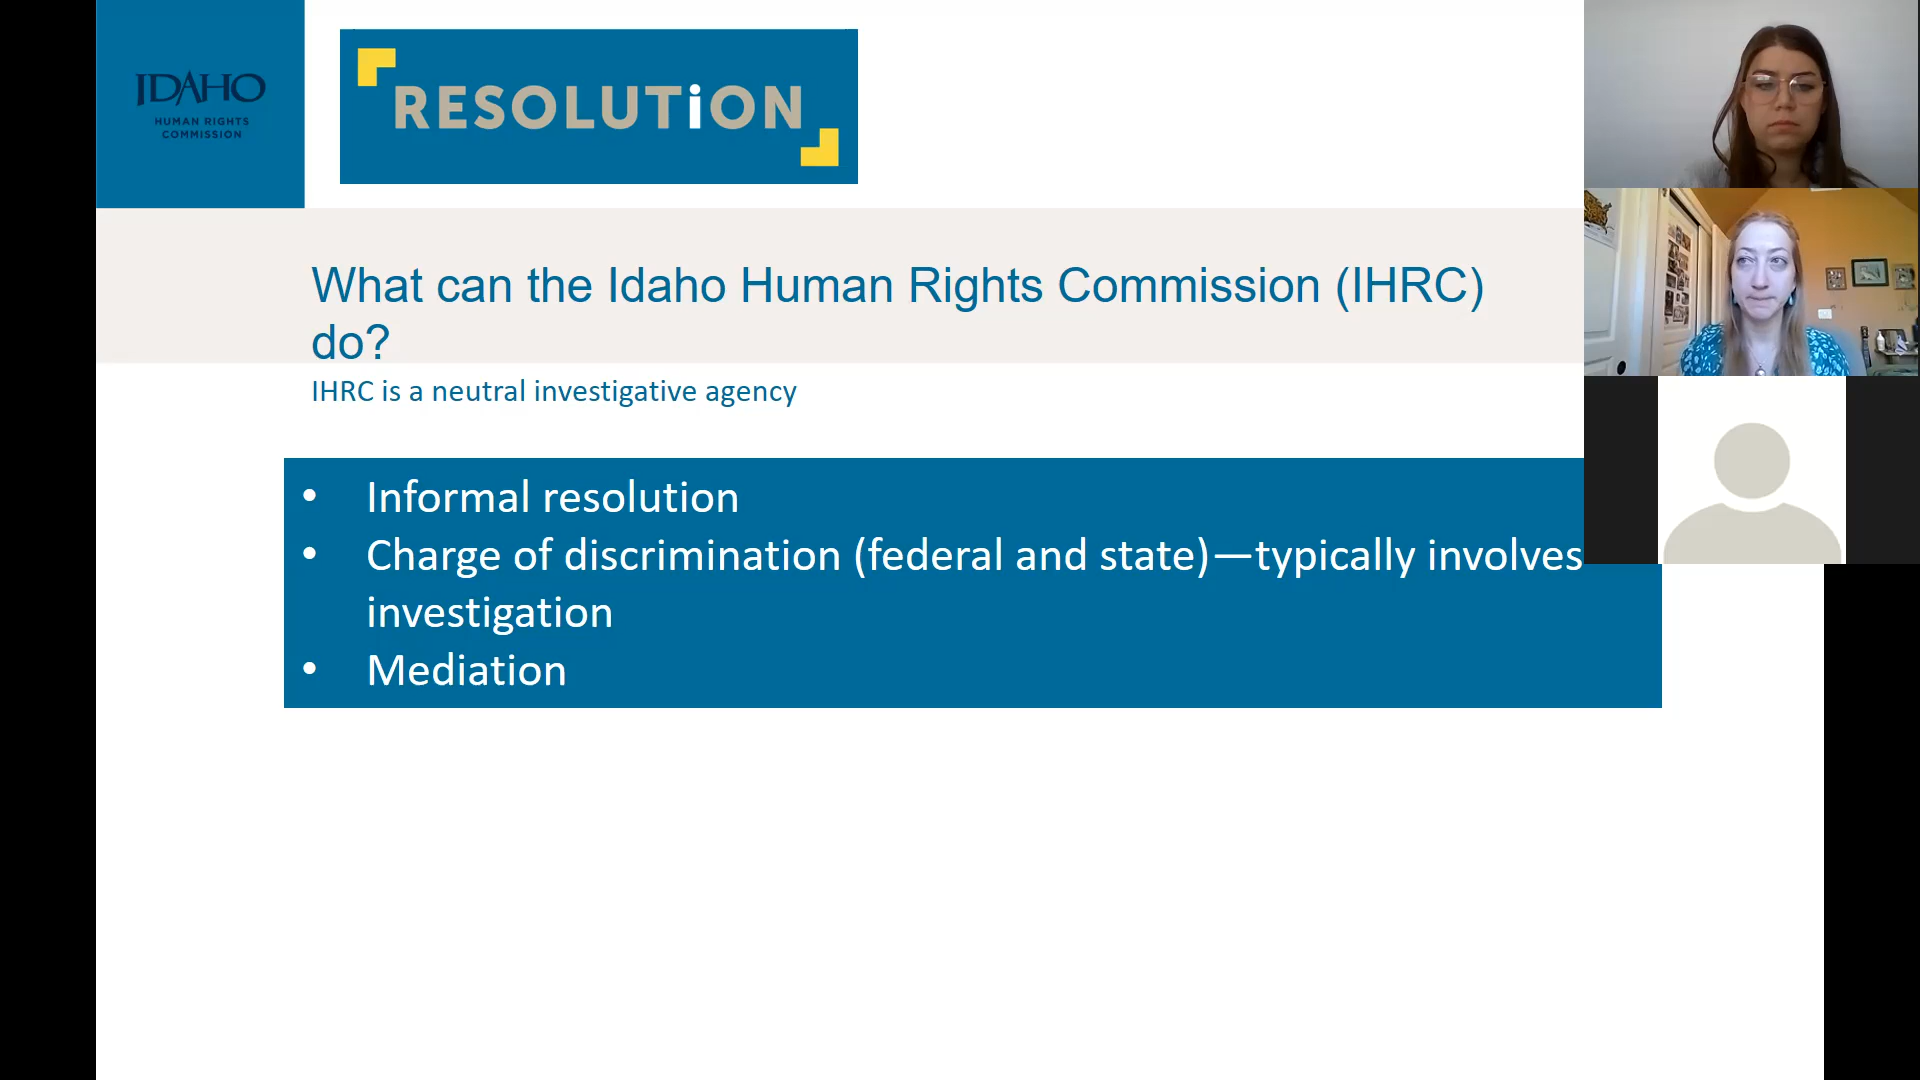 IDAHO
HUMAN RIGHTS
COMMISSION
RESOLUTiON
What can the Idaho Human Rights Commission (IHRC)
do?
IHRC is a neutral investigative agency
• Informal resolution
• Charge of discrimination (federal and state)—typically involves
investigation
• Mediation